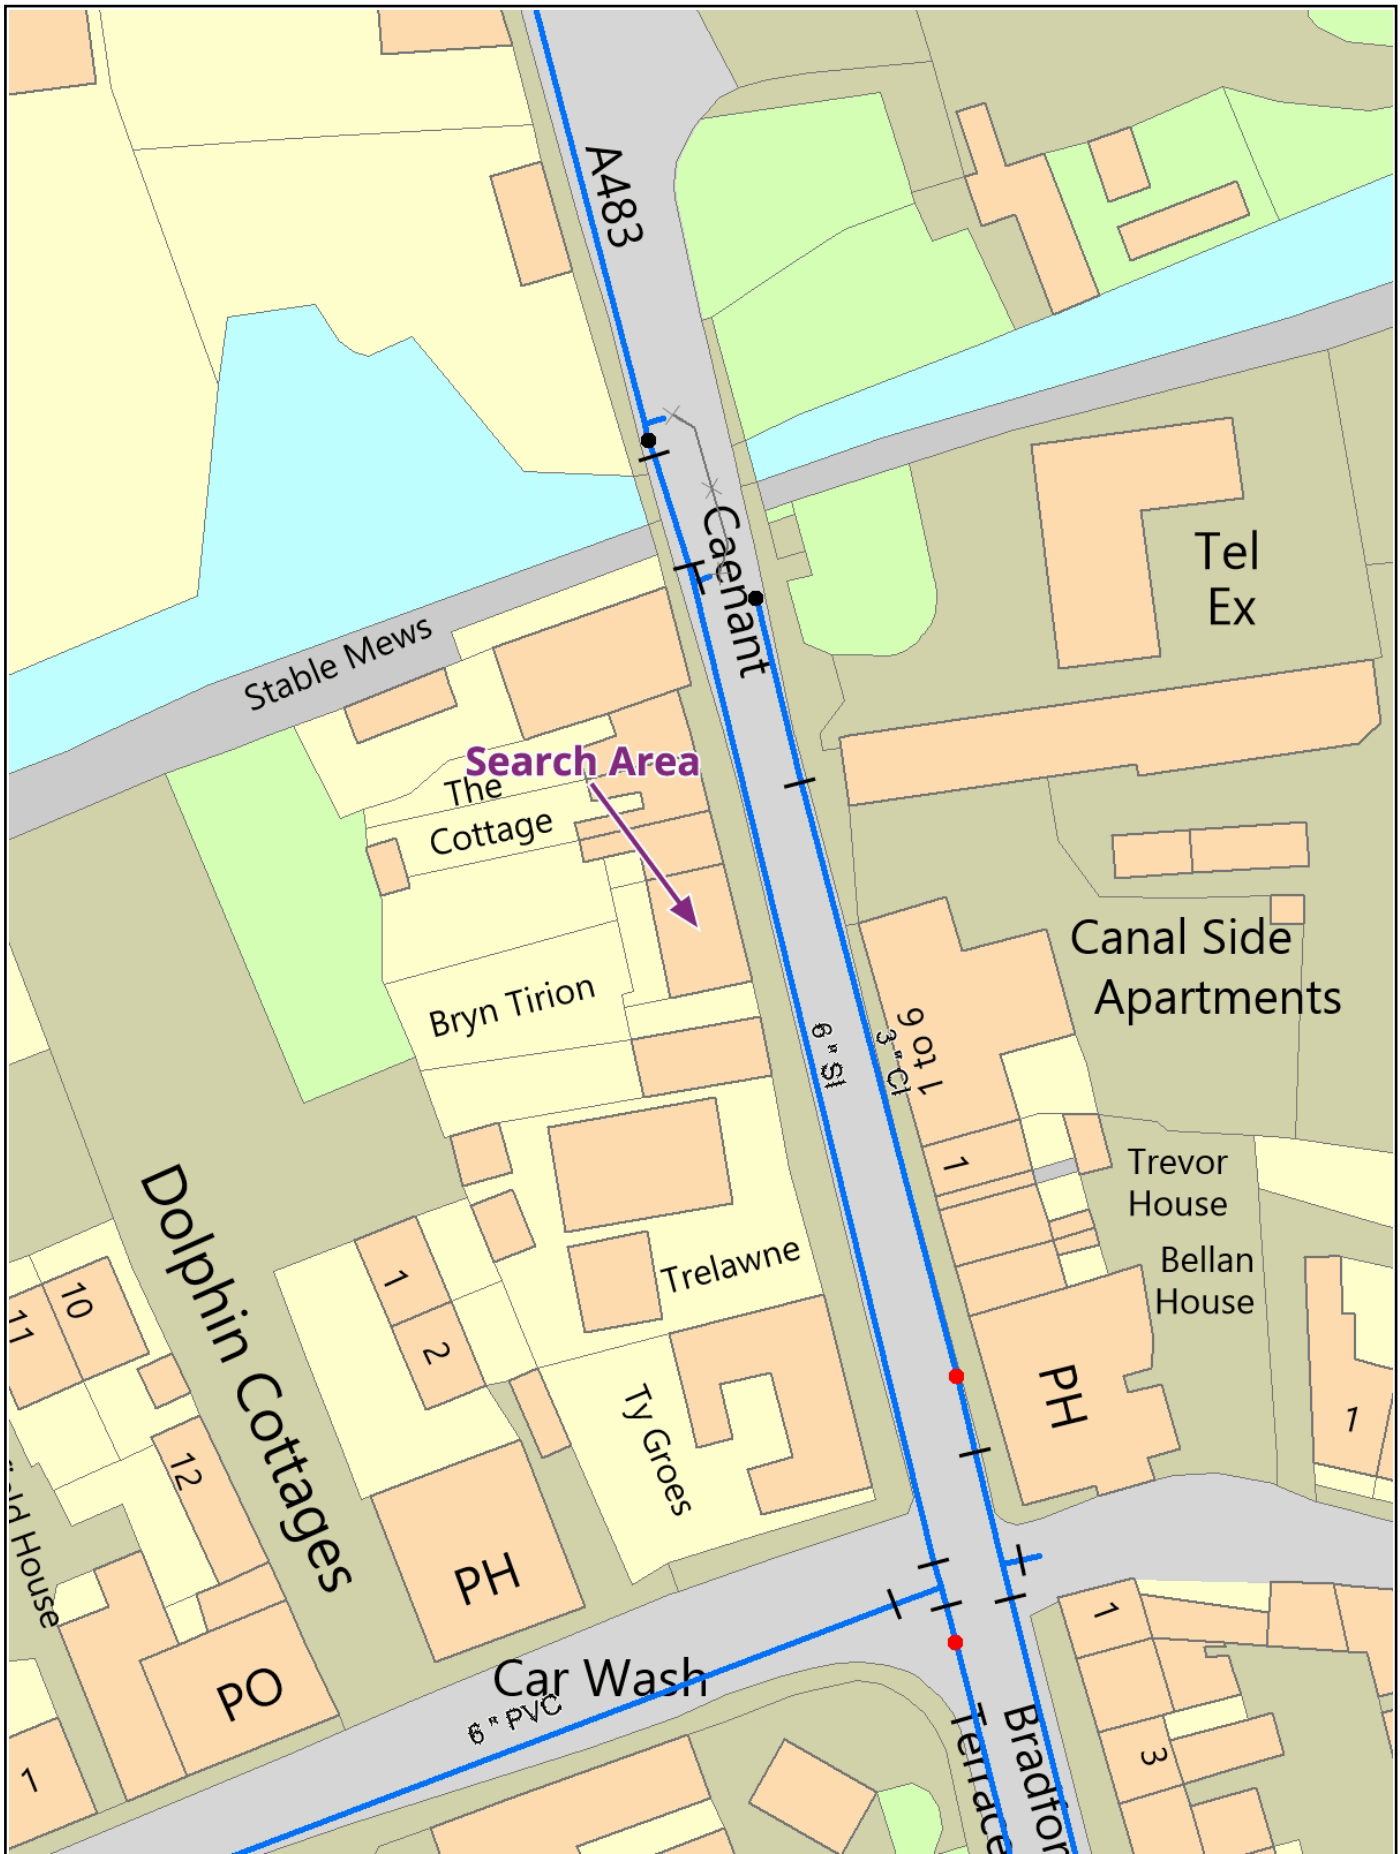 A483
Caenant
Tel
Ex
Stable Mews
Search Area
The
Cottage
Canal Side
Apartments
Bryn Tirion
6 " SI
3 " CI
1 to 6
1
Trevor
House
Bellan
House
Dolphin Cottages
Trelawne
10
11
1
2
PH
1
Ty Groes
12
PH
1
PO
Car Wash
6 " PVC
3
1
Terrace